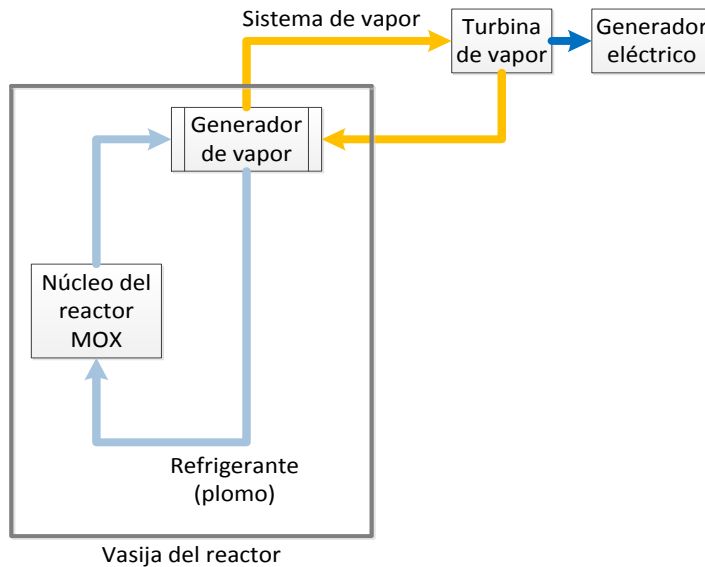 Sistema de vapor
Turbina
de vapor
Generador
eléctrico
Generador
de vapor
Núcleo del
reactor
MOX
Refrigerante
(plomo)
Vasija del reactor